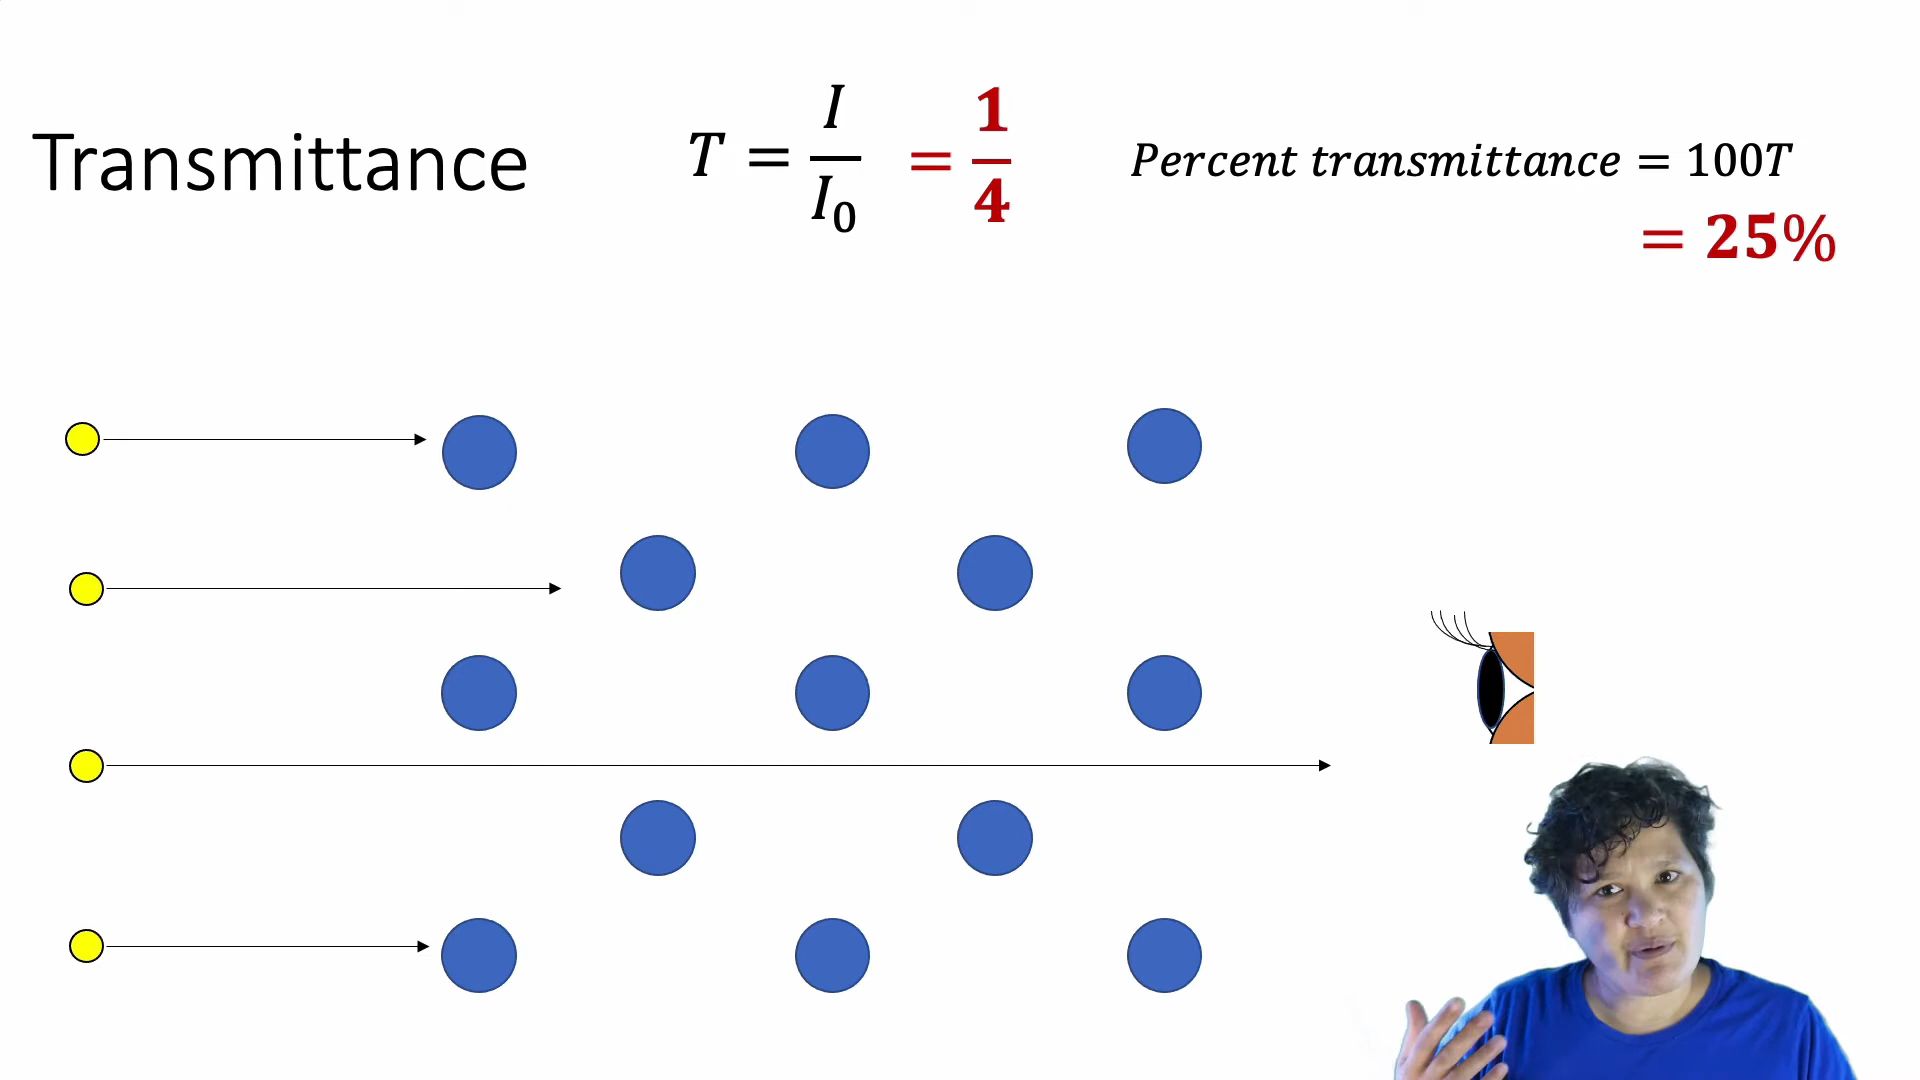 Transmittance
T = I/I₀ = 1/4
Percent transmittance = 100T
= 25%